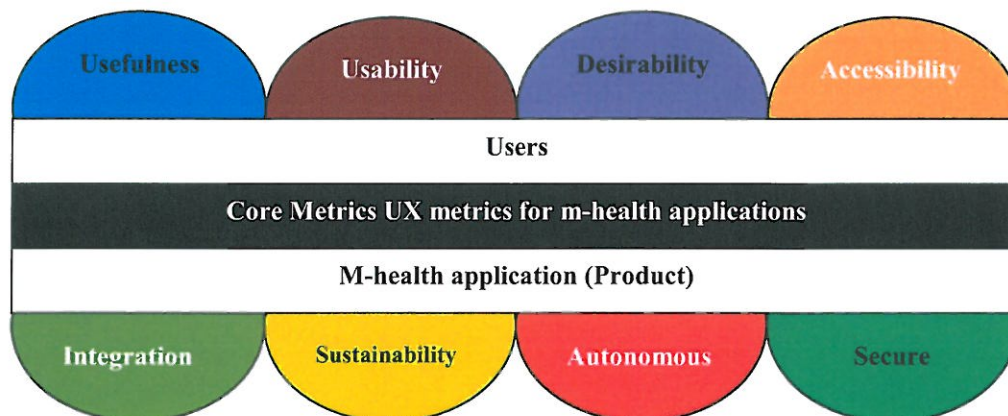 Usefulness
Usability
Desirability
Accessibility
Users
Core Metrics UX metrics for m-health applications
M-health application (Product)
Integration
Sustainability
Autonomous
Secure